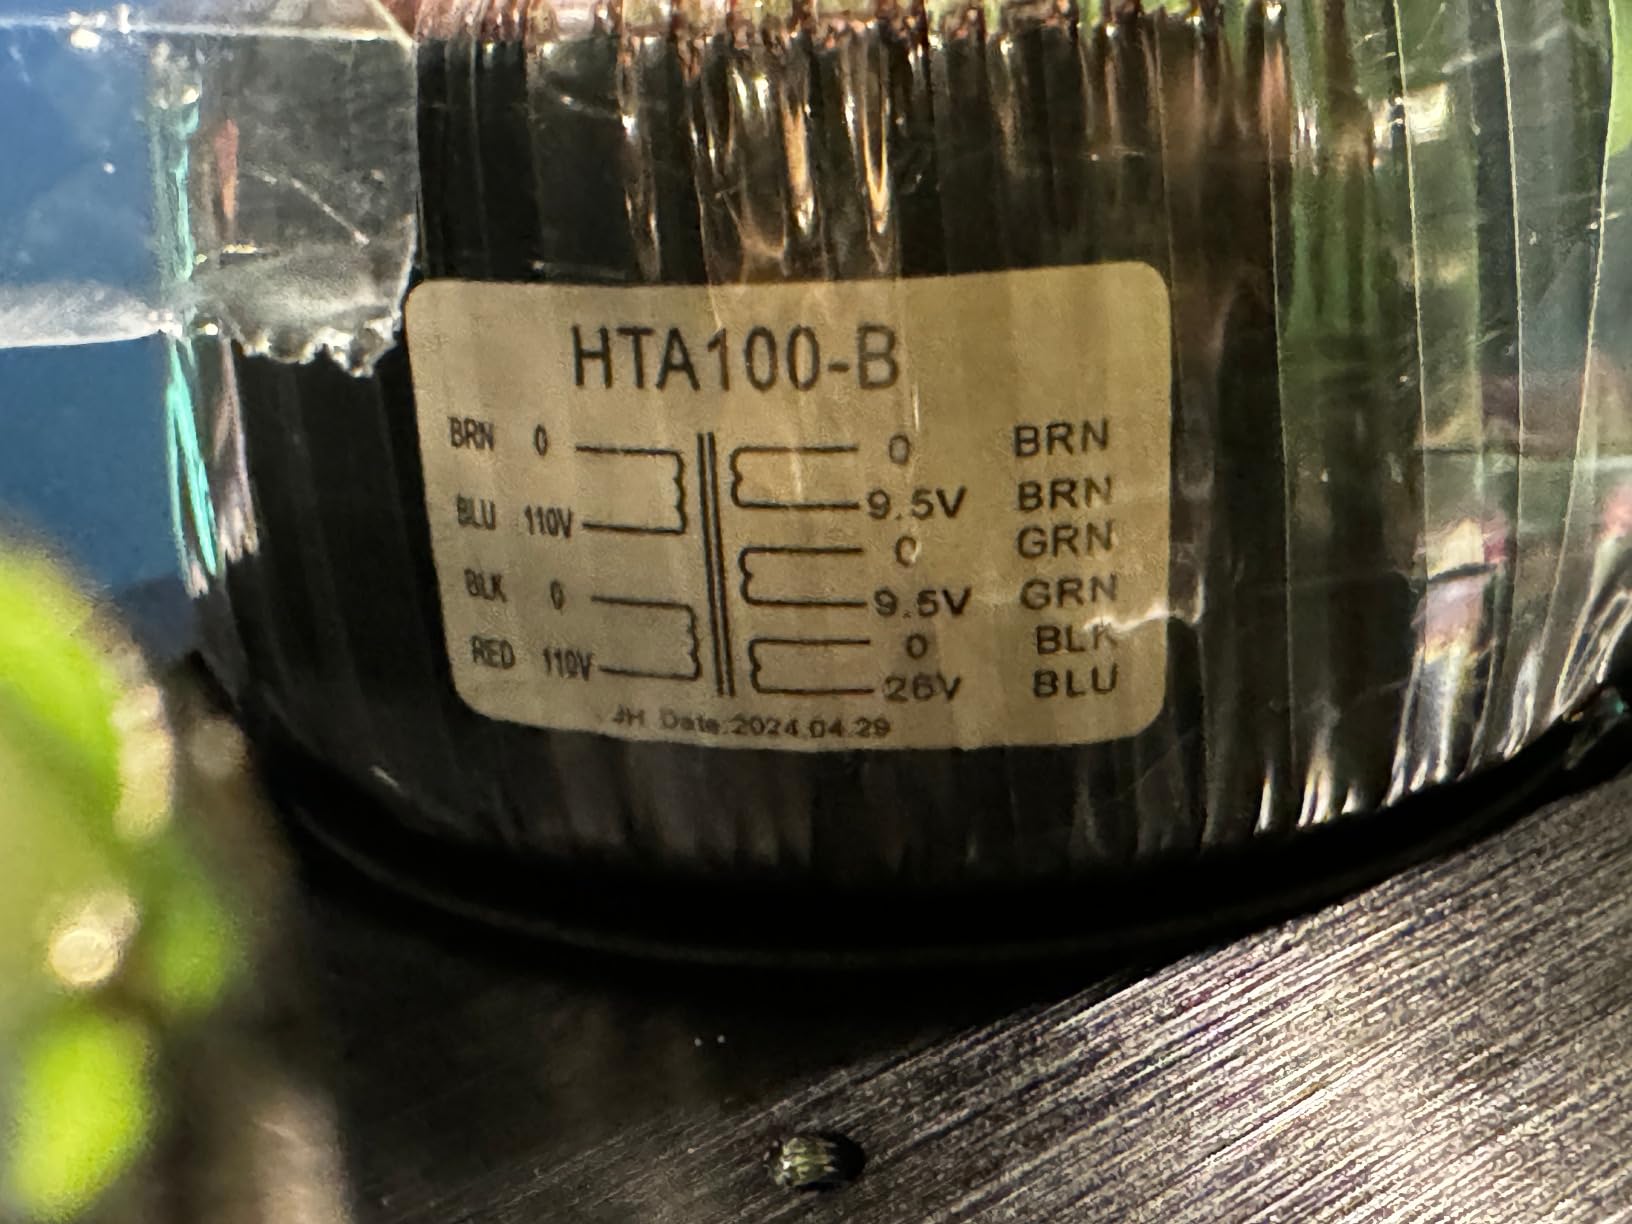 HTA100-B
BRN 0 0 BRN
BLU 110V 9.5V BRN
0 GRN
BLK 0 9.5V GRN
0 BLK
RED 110V 26V BLU
JH Date:2024.04.29